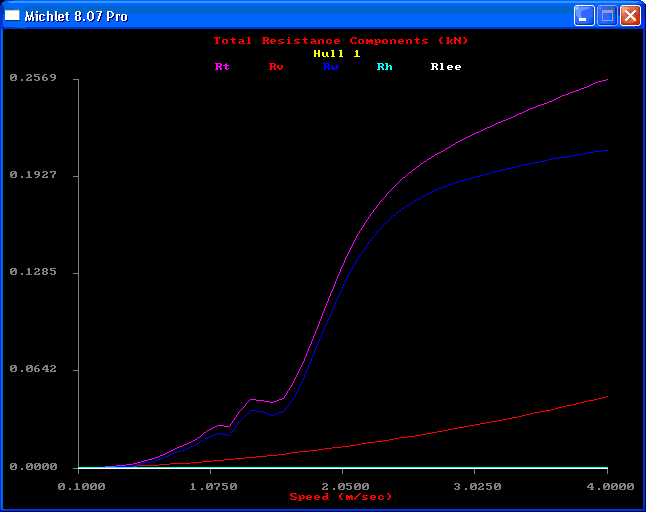 Michlet 8.07 Pro
Total Resistance Components (kN)
Hull 1
Rt Rv Rw Rh Rlee
0.2569
0.1927
0.1285
0.0642
0.0000
0.1000 1.0750 2.0500 3.0250 4.0000
Speed (m/sec)